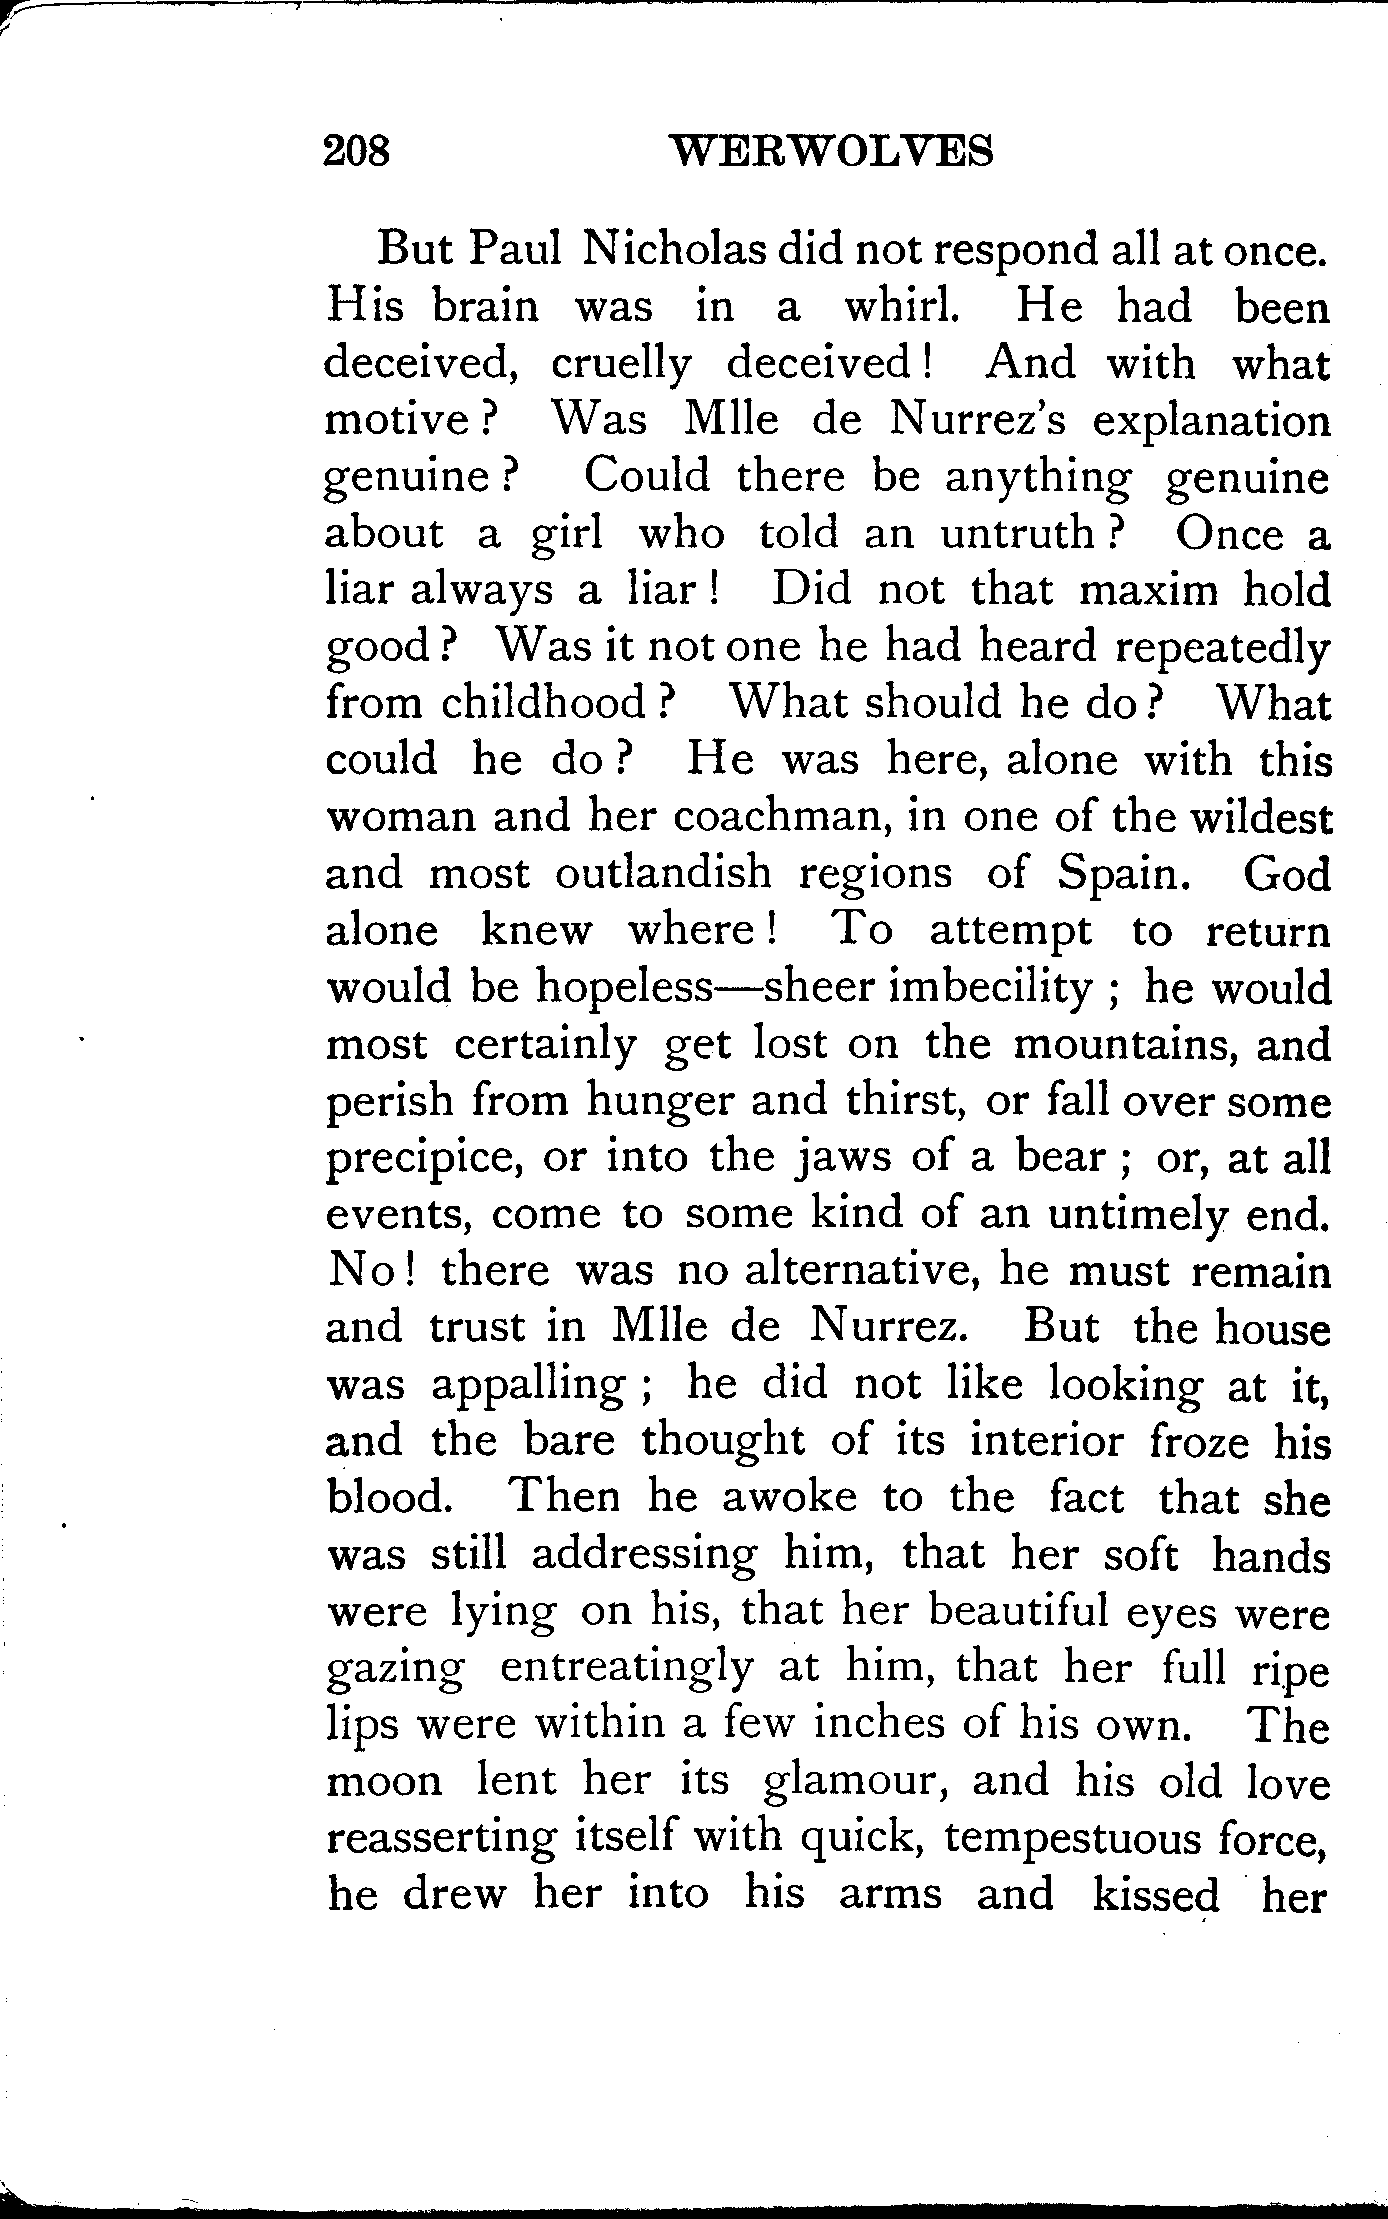 208 WERWOLVES
But Paul Nicholas did not respond all at once.
His brain was in a whirl. He had been
deceived, cruelly deceived! And with what
motive? Was Mlle de Nurrez's explanation
genuine? Could there be anything genuine
about a girl who told an untruth? Once a
liar always a liar! Did not that maxim hold
good? Was it not one he had heard repeatedly
from childhood? What should he do? What
could he do? He was here, alone with this
woman and her coachman, in one of the wildest
and most outlandish regions of Spain. God
alone knew where! To attempt to return
would be hopeless—sheer imbecility; he would
most certainly get lost on the mountains, and
perish from hunger and thirst, or fall over some
precipice, or into the jaws of a bear; or, at all
events, come to some kind of an untimely end.
No! there was no alternative, he must remain
and trust in Mlle de Nurrez. But the house
was appalling; he did not like looking at it,
and the bare thought of its interior froze his
blood. Then he awoke to the fact that she
was still addressing him, that her soft hands
were lying on his, that her beautiful eyes were
gazing entreatingly at him, that her full ripe
lips were within a few inches of his own. The
moon lent her its glamour, and his old love
reasserting itself with quick, tempestuous force,
he drew her into his arms and kissed her